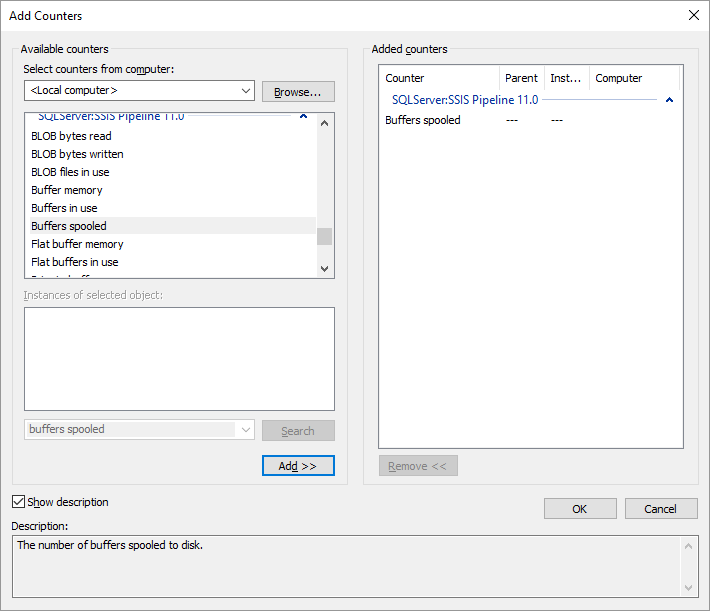 Add Counters
Available counters
Select counters from computer:
<Local computer>
Browse...
SQLServer:SSIS Pipeline 11.0
BLOB bytes read
BLOB bytes written
BLOB files in use
Buffer memory
Buffers in use
Buffers spooled
Flat buffer memory
Flat buffers in use
Instances of selected object:
buffers spooled
Search
Add >>
Added counters
Counter Parent Inst... Computer
SQLServer:SSIS Pipeline 11.0
Buffers spooled --- ---
Remove <<
Show description
OK
Cancel
Description:
The number of buffers spooled to disk.